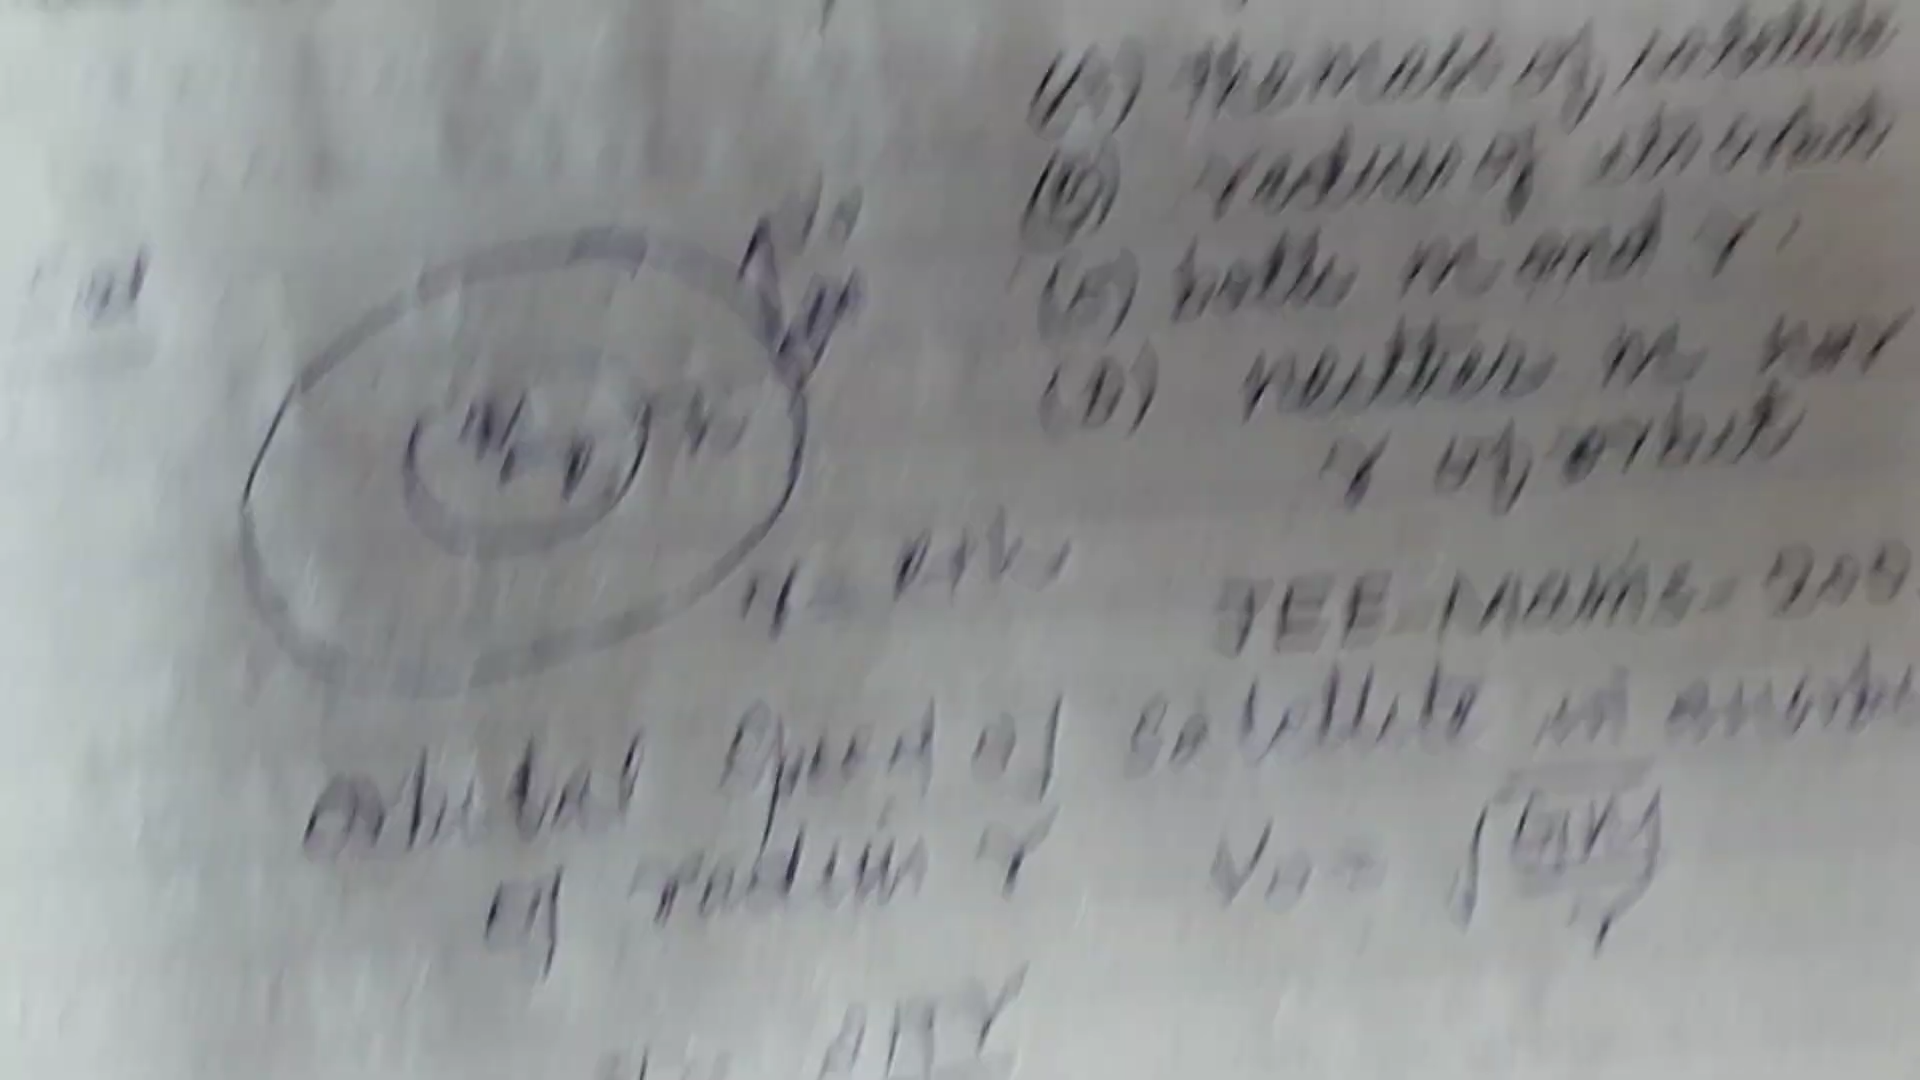 (A) the mass of satellite
(B) radius of its orbit
(C) both m and r
(D) neither m nor
r of orbit
Sol
M
R
h
r = R+h
JEE Mains - 200
Orbital Speed of Satellite in
of radius r V₀ = √GM/r